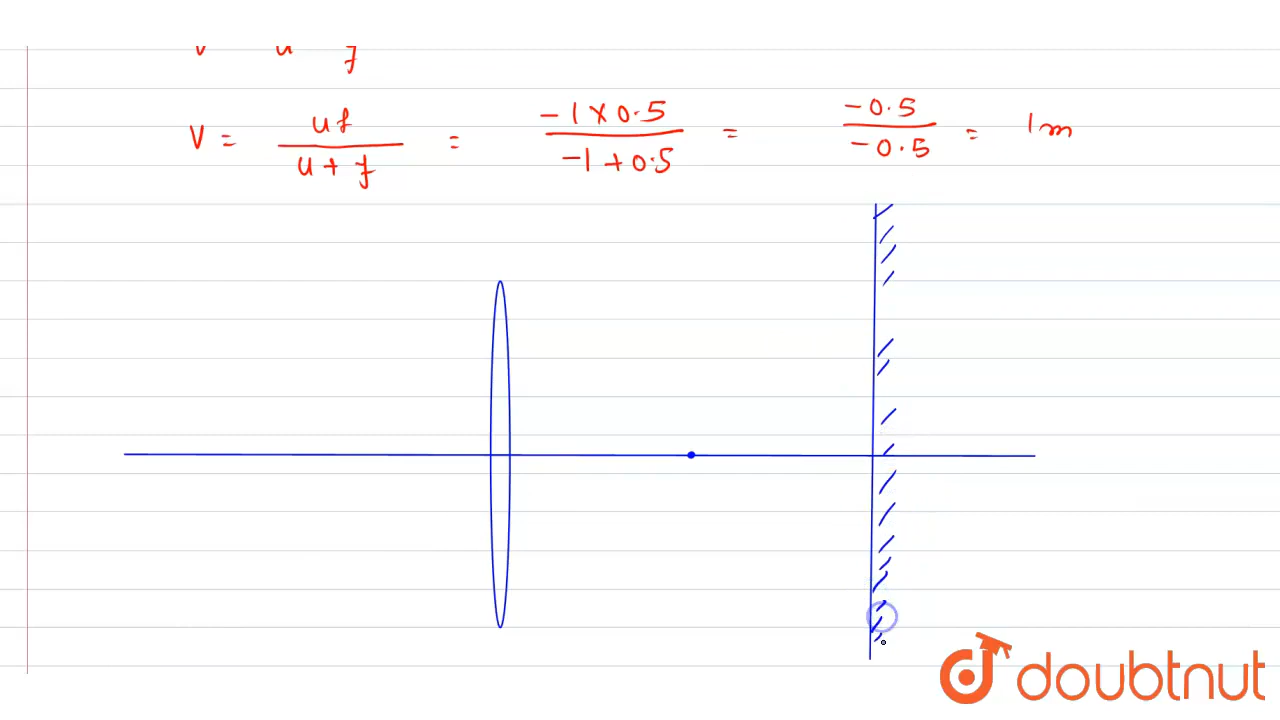 V = uf / u + f = -1 × 0.5 / -1 + 0.5 = -0.5 / -0.5 = 1m
doubtnut